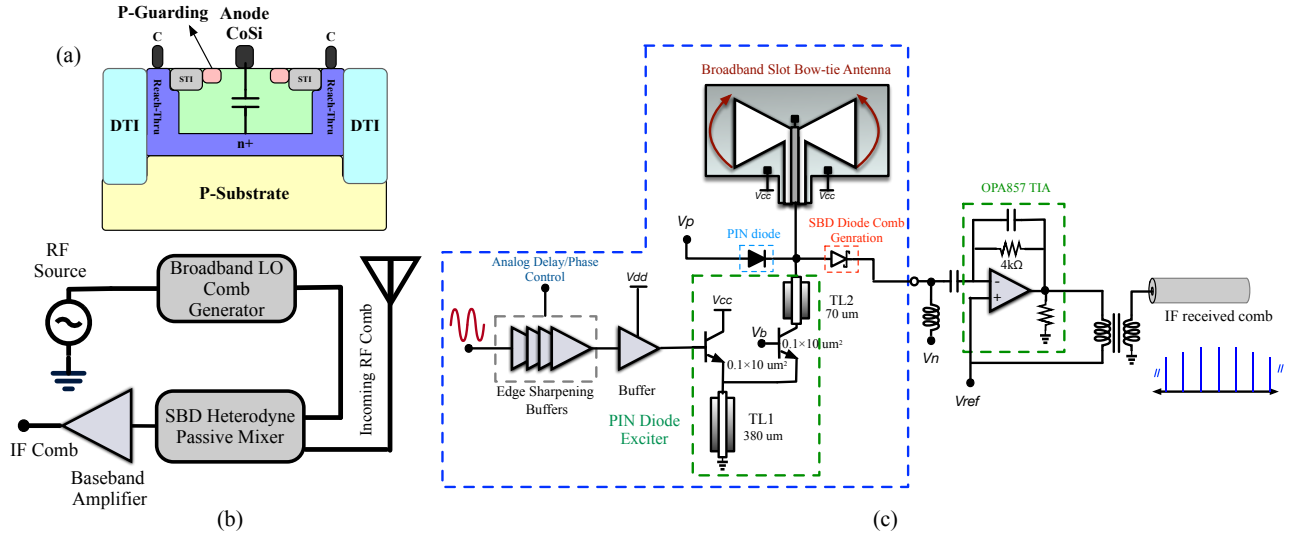 (a)
P-Guarding
Anode
CoSi
C
C
STI
STI
Reach-Thru
Reach-Thru
DTI
DTI
n+
P-Substrate
RF
Source
Broadband LO
Comb
Generator
Incoming RF Comb
SBD Heterodyne
Passive Mixer
IF Comb
Baseband
Amplifier
(b)
Broadband Slot Bow-tie Antenna
Vcc
Vcc
Vp
PIN diode
SBD Diode Comb
Genration
Analog Delay/Phase
Control
Vdd
Edge Sharpening
Buffers
Buffer
Vcc
Vb
TL2
70 um
0.1×10 um²
0.1×10 um²
PIN Diode
Exciter
TL1
380 um
OPA857 TIA
4kΩ
-
+
Vn
Vref
IF received comb
//
//
(c)